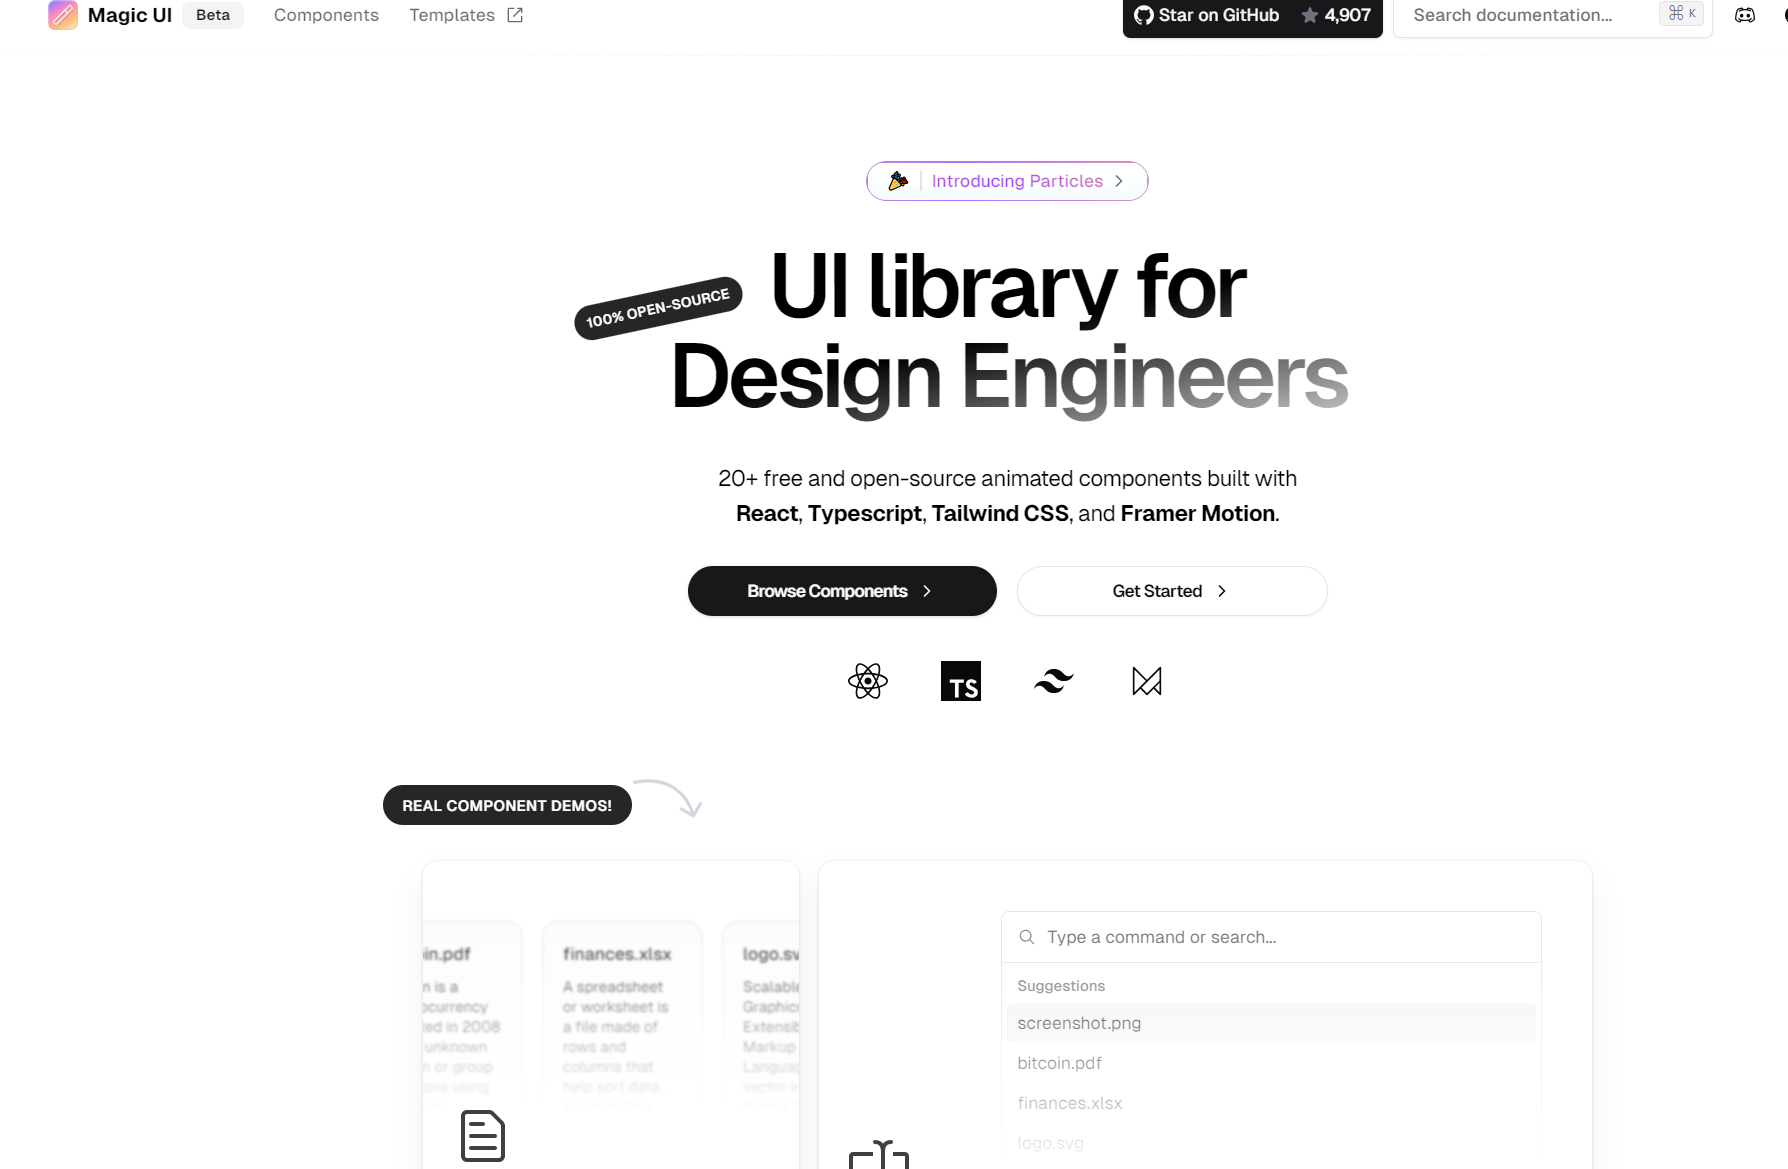 Magic UI Beta Components Templates Star on GitHub 4,907 Search documentation... ⌘ K
Introducing Particles
100% OPEN-SOURCE
UI library for
Design Engineers
20+ free and open-source animated components built with
React, Typescript, Tailwind CSS, and Framer Motion.
Browse Components
Get Started
TS
REAL COMPONENT DEMOS!
in.pdf
n is a
ocurrency
ted in 2008
unknown
n or group
ople using
finances.xlsx
A spreadsheet
or worksheet is
a file made of
rows and
columns that
help sort data,
logo.sv
Scalable
Graphics
Extensib
Markup
Languag
vector i
Type a command or search...
Suggestions
screenshot.png
bitcoin.pdf
finances.xlsx
logo.svg